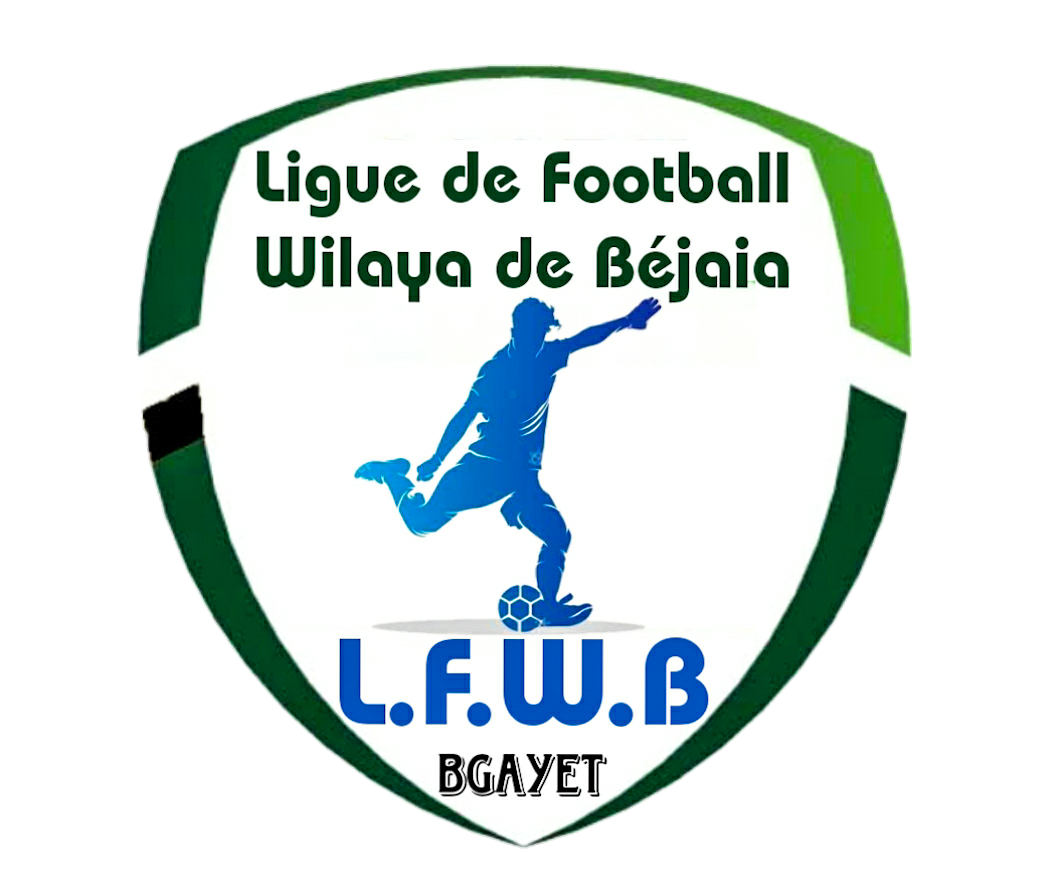 Ligue de Football
Wilaya de Béjaia
L.F.W.B
BGAYET